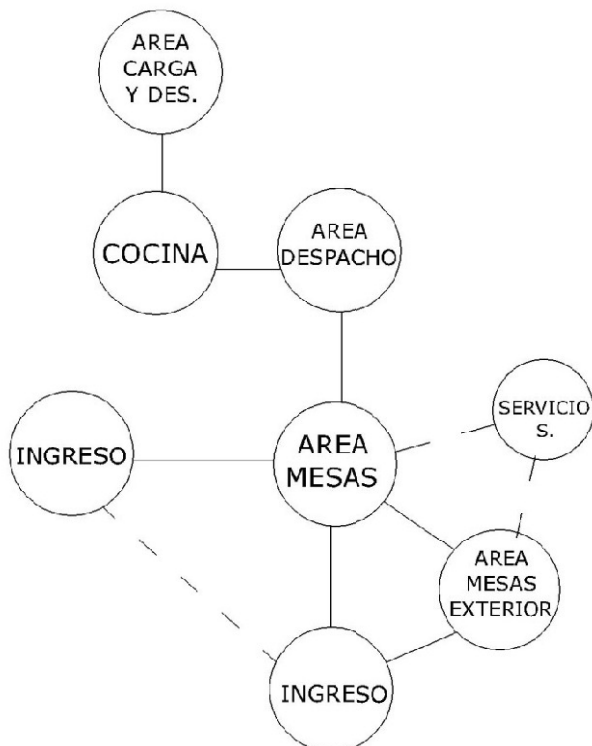 AREA
CARGA
Y DES.
COCINA
AREA
DESPACHO
SERVICIO
S.
INGRESO
AREA
MESAS
AREA
MESAS
EXTERIOR
INGRESO